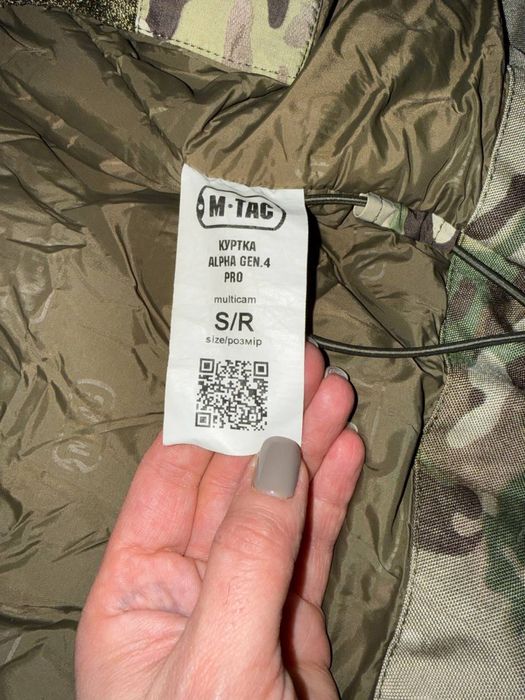 M·TAC
КУРТКА
ALPHA GEN.4
PRO
multicam
S/R
size/розмір